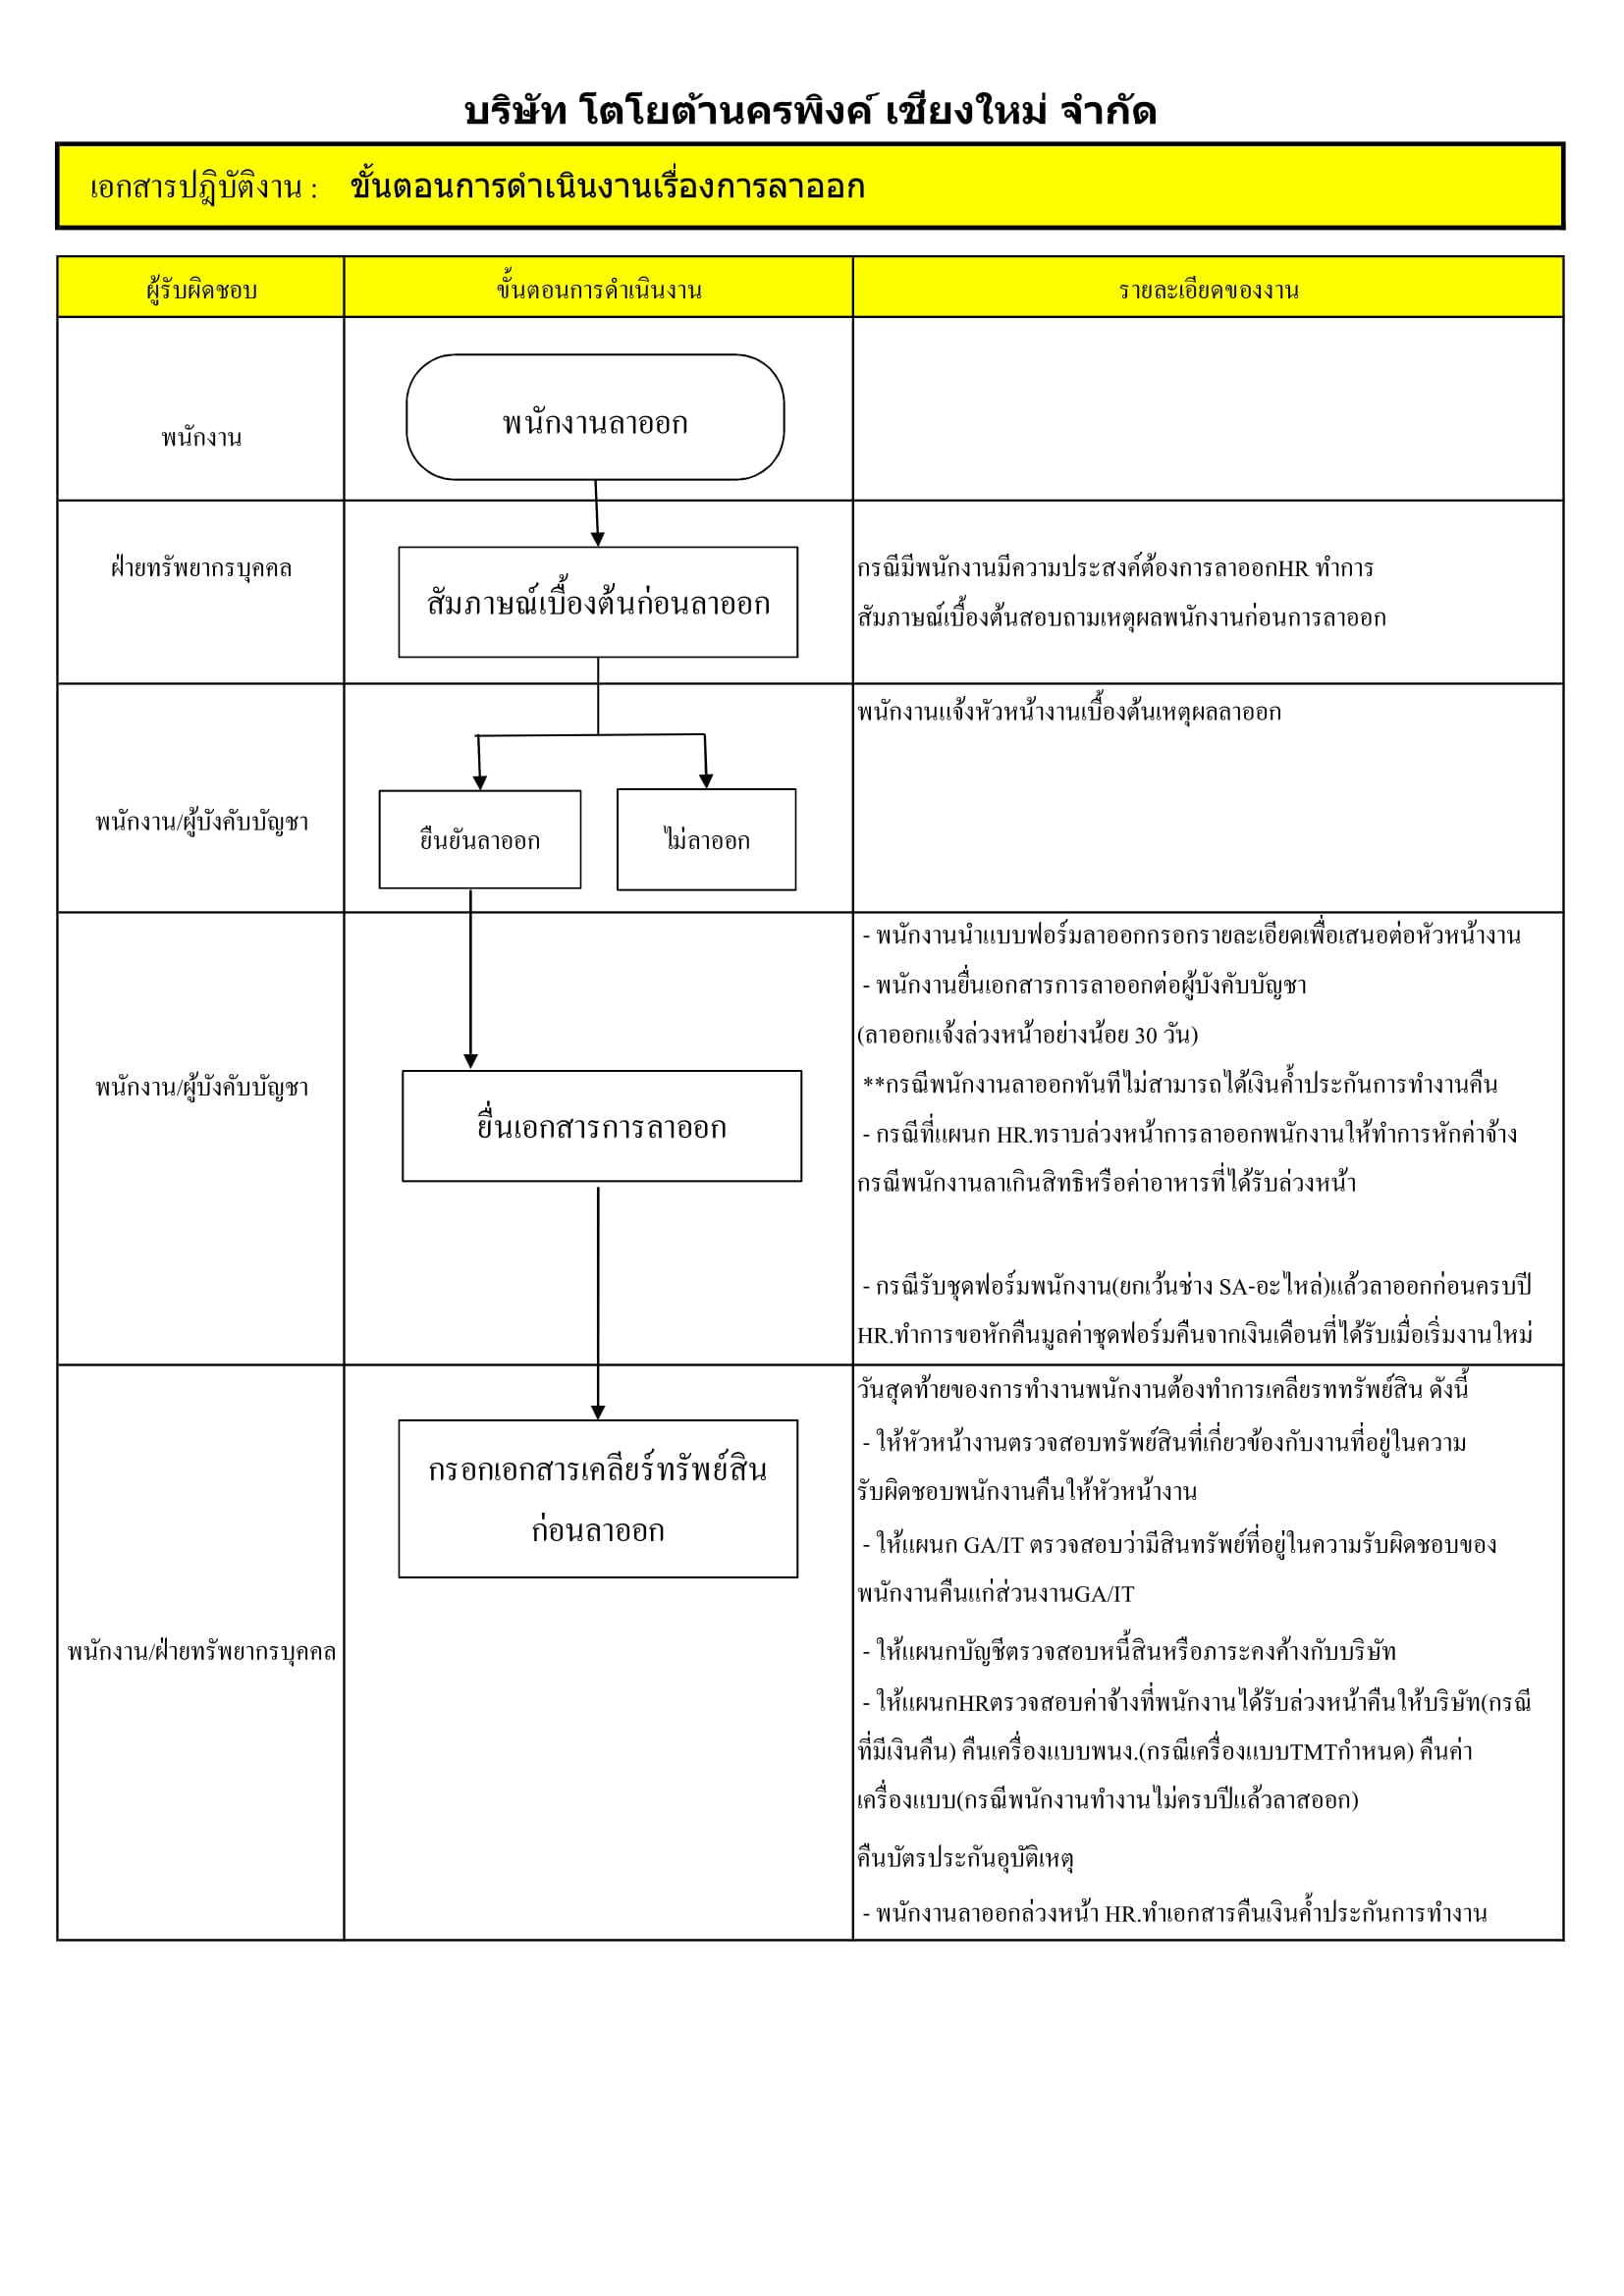 บริษัท โตโยต้านครพิงค์ เชียงใหม่ จำกัด
เอกสารปฎิบัติงาน : ขั้นตอนการดำเนินงานเรื่องการลาออก
ผู้รับผิดชอบ ขั้นตอนการดำเนินงาน รายละเอียดของงาน
พนักงานลาออก
พนักงาน
ฝ่ายทรัพยากรบุคคล
สัมภาษณ์เบื้องต้นก่อนลาออก
กรณีมีพนักงานมีความประสงค์ต้องการลาออกHR ทำการ
สัมภาษณ์เบื้องต้นสอบถามเหตุผลพนักงานก่อนการลาออก
พนักงานแจ้งหัวหน้างานเบื้องต้นเหตุผลลาออก
พนักงาน/ผู้บังคับบัญชา
ยืนยันลาออก ไม่ลาออก
- พนักงานนำแบบฟอร์มลาออกกรอกรายละเอียดเพื่อเสนอต่อหัวหน้างาน
- พนักงานยื่นเอกสารการลาออกต่อผู้บังคับบัญชา
(ลาออกแจ้งล่วงหน้าอย่างน้อย 30 วัน)
พนักงาน/ผู้บังคับบัญชา
ยื่นเอกสารการลาออก
**กรณีพนักงานลาออกทันทีไม่สามารถได้เงินค้ำประกันการทำงานคืน
- กรณีที่แผนก HR.ทราบล่วงหน้าการลาออกพนักงานให้ทำการหักค่าจ้าง
กรณีพนักงานลาเกินสิทธิหรือค่าอาหารที่ได้รับล่วงหน้า
- กรณีรับชุดฟอร์มพนักงาน(ยกเว้นช่าง SA-อะไหล่)แล้วลาออกก่อนครบปี
HR.ทำการขอหักคืนมูลค่าชุดฟอร์มคืนจากเงินเดือนที่ได้รับเมื่อเริ่มงานใหม่
กรอกเอกสารเคลียร์ทรัพย์สิน
ก่อนลาออก
พนักงาน/ฝ่ายทรัพยากรบุคคล
วันสุดท้ายของการทำงานพนักงานต้องทำการเคลียรททรัพย์สิน ดังนี้
- ให้หัวหน้างานตรวจสอบทรัพย์สินที่เกี่ยวข้องกับงานที่อยู่ในความ
รับผิดชอบพนักงานคืนให้หัวหน้างาน
- ให้แผนก GA/IT ตรวจสอบว่ามีสินทรัพย์ที่อยู่ในความรับผิดชอบของ
พนักงานคืนแก่ส่วนงานGA/IT
- ให้แผนกบัญชีตรวจสอบหนี้สินหรือภาระคงค้างกับบริษัท
- ให้แผนกHRตรวจสอบค่าจ้างที่พนักงานได้รับล่วงหน้าคืนให้บริษัท(กรณี
ที่มีเงินคืน) คืนเครื่องแบบพนง.(กรณีเครื่องแบบTMTกำหนด) คืนค่า
เครื่องแบบ(กรณีพนักงานทำงานไม่ครบปีแล้วลาสออก)
คืนบัตรประกันอุบัติเหตุ
- พนักงานลาออกล่วงหน้า HR.ทำเอกสารคืนเงินค้ำประกันการทำงาน